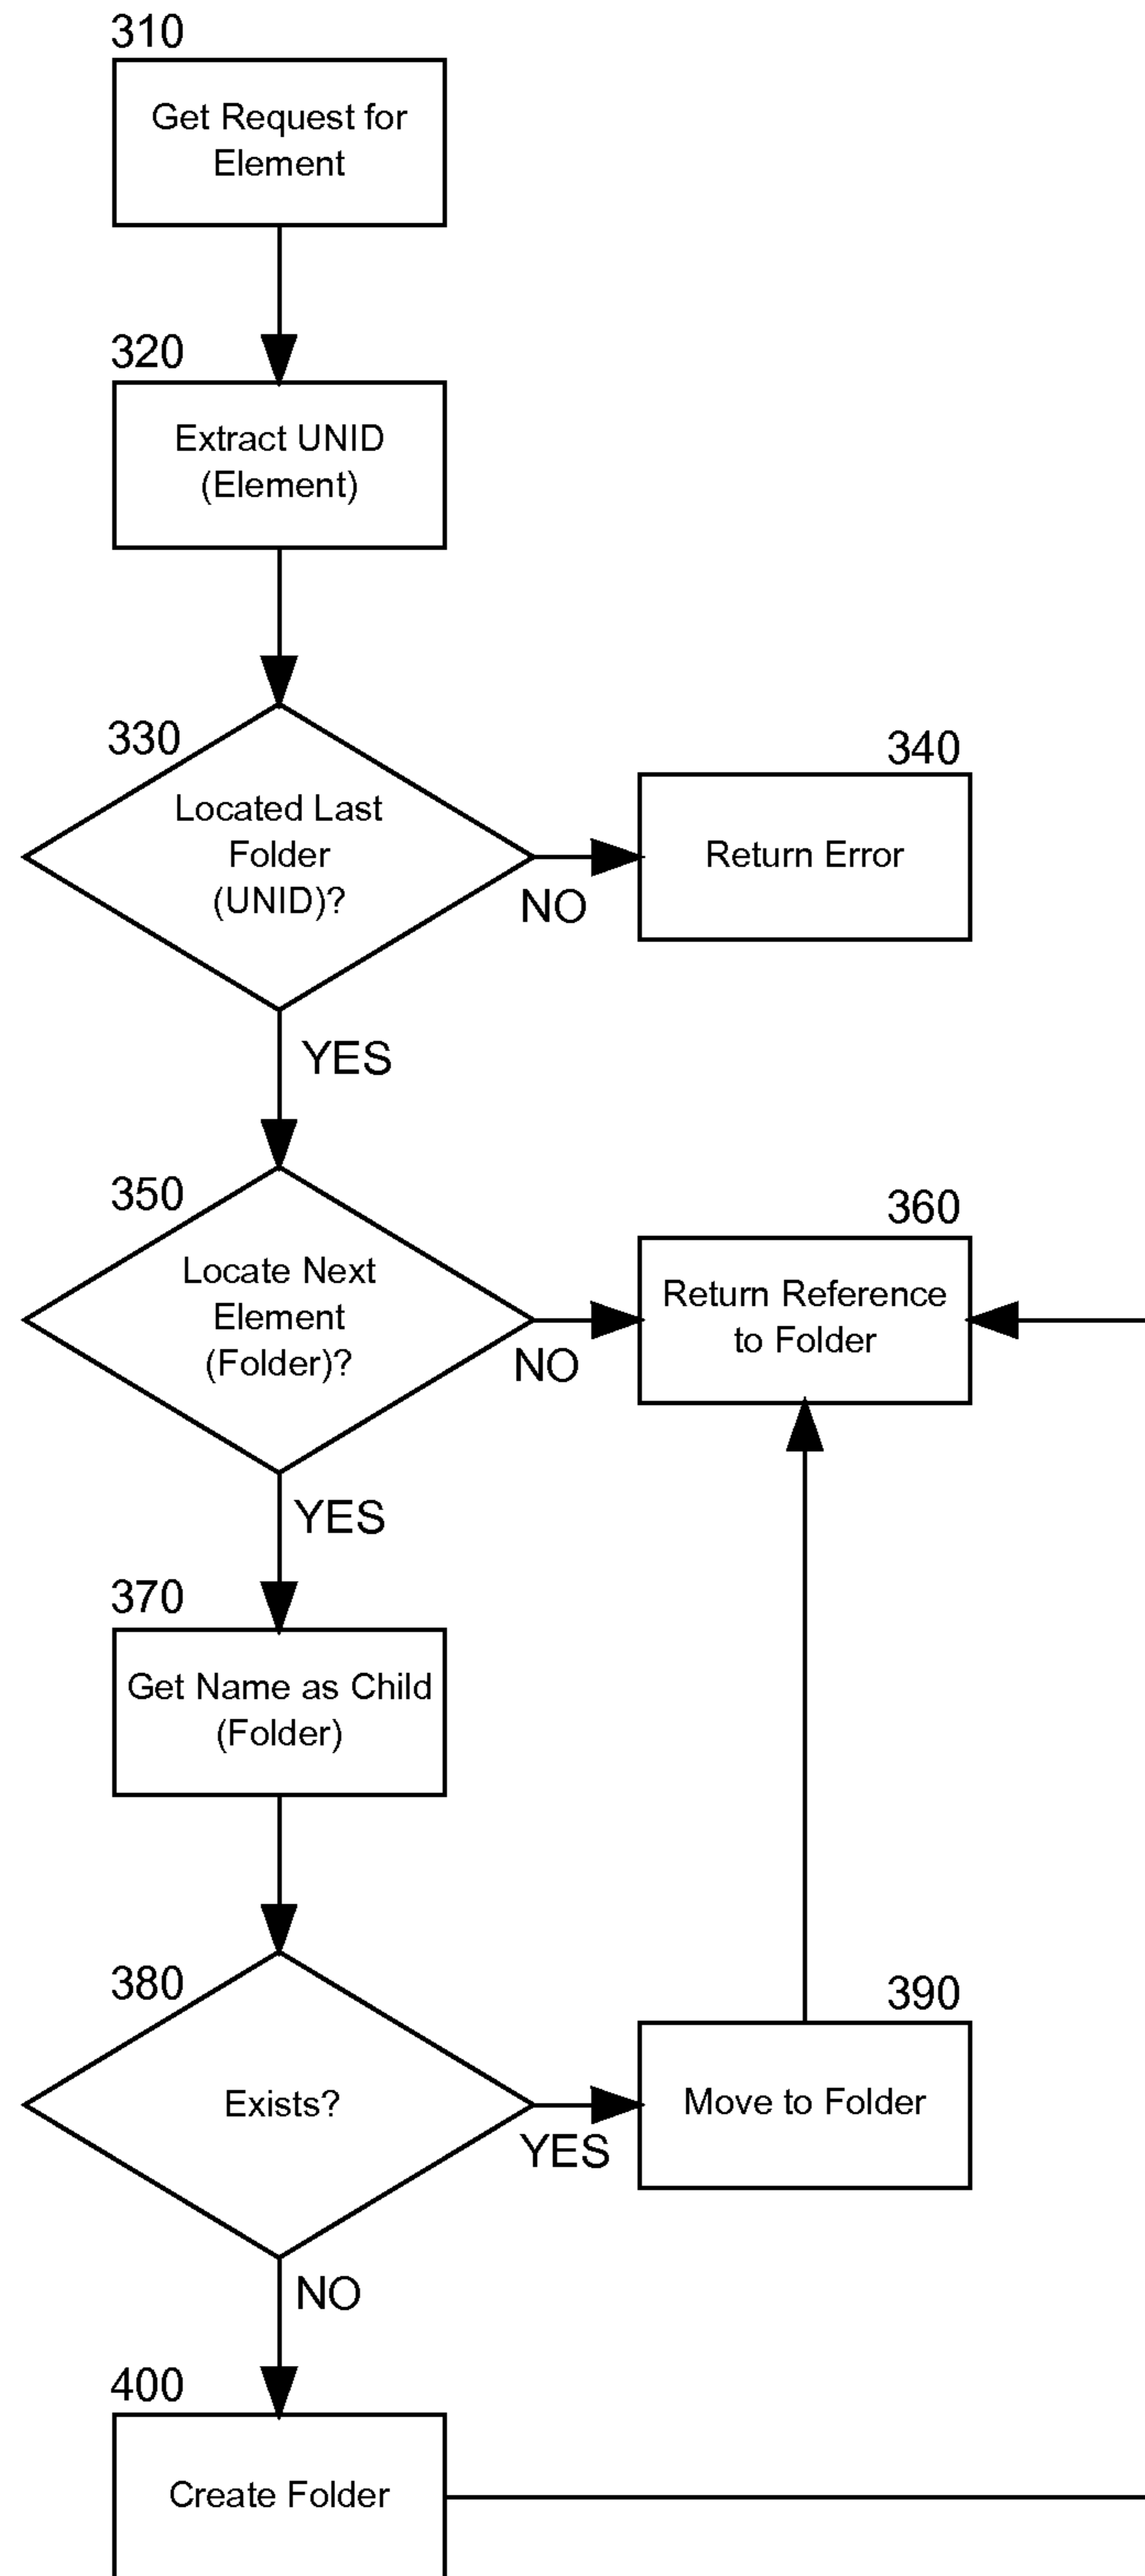 310
Get Request for
Element
320
Extract UNID
(Element)
330
Located Last
Folder
(UNID)?
NO
340
Return Error
YES
350
Locate Next
Element
(Folder)?
NO
360
Return Reference
to Folder
YES
370
Get Name as Child
(Folder)
380
Exists?
YES
390
Move to Folder
NO
400
Create Folder